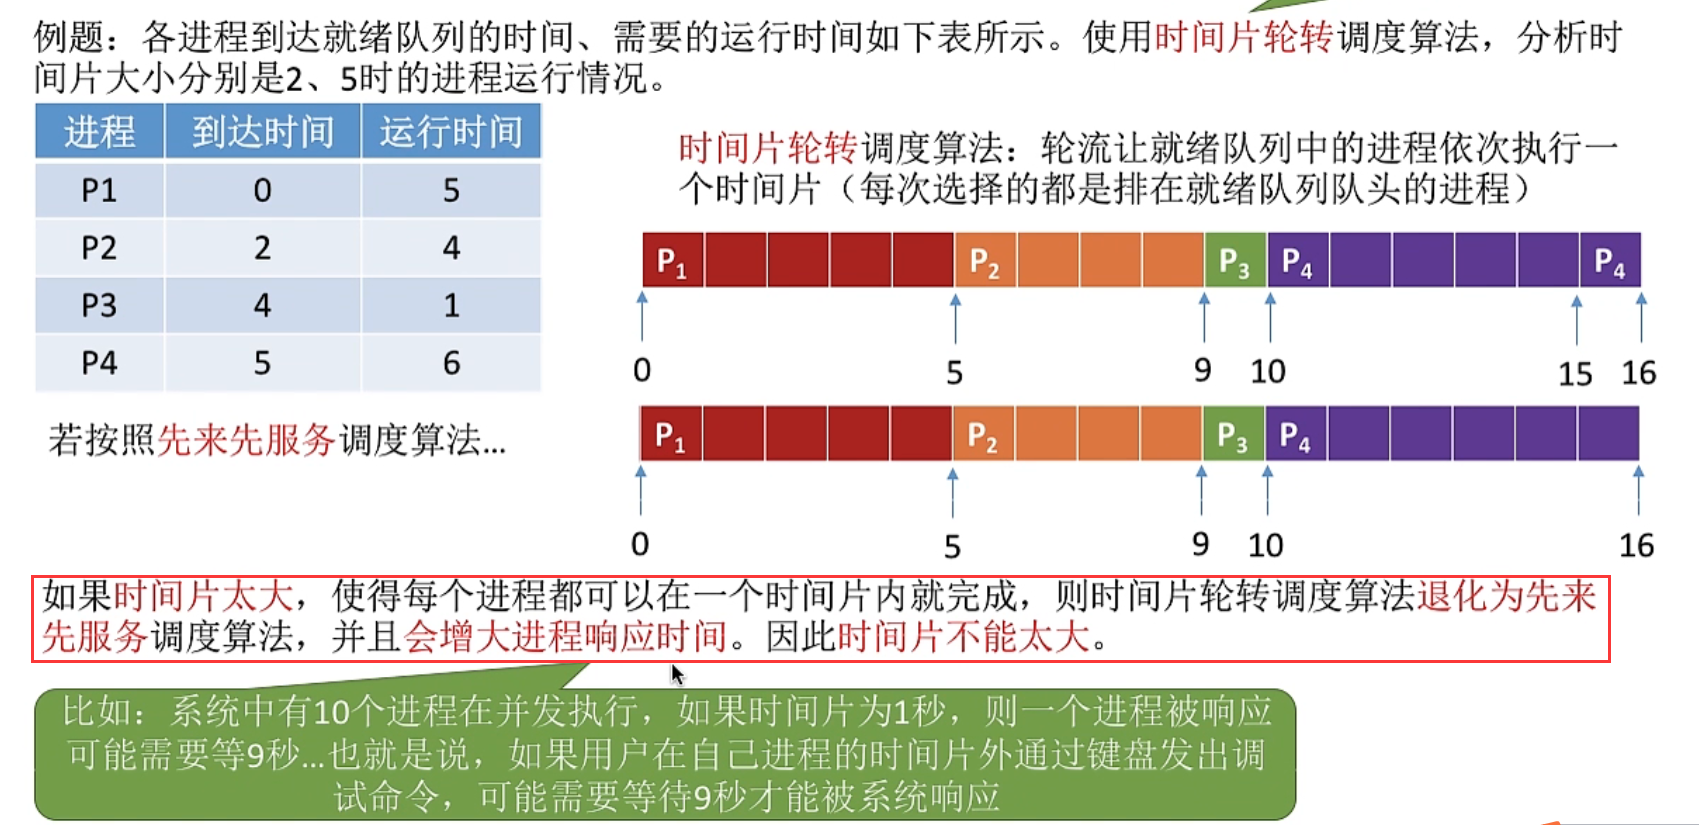 例题：各进程到达就绪队列的时间、需要的运行时间如下表所示。使用时间片轮转调度算法，分析时
间片大小分别是2、5时的进程运行情况。
进程 到达时间 运行时间
P1 0 5
P2 2 4
P3 4 1
P4 5 6
时间片轮转调度算法：轮流让就绪队列中的进程依次执行一
个时间片（每次选择的都是排在就绪队列队头的进程）
P1 P2 P3 P4 P4
0 5 9 10 15 16
若按照先来先服务调度算法...
P1 P2 P3 P4
0 5 9 10 16
如果时间片太大，使得每个进程都可以在一个时间片内就完成，则时间片轮转调度算法退化为先来
先服务调度算法，并且会增大进程响应时间。因此时间片不能太大。
比如：系统中有10个进程在并发执行，如果时间片为1秒，则一个进程被响应
可能需要等9秒...也就是说，如果用户在自己进程的时间片外通过键盘发出调
试命令，可能需要等待9秒才能被系统响应